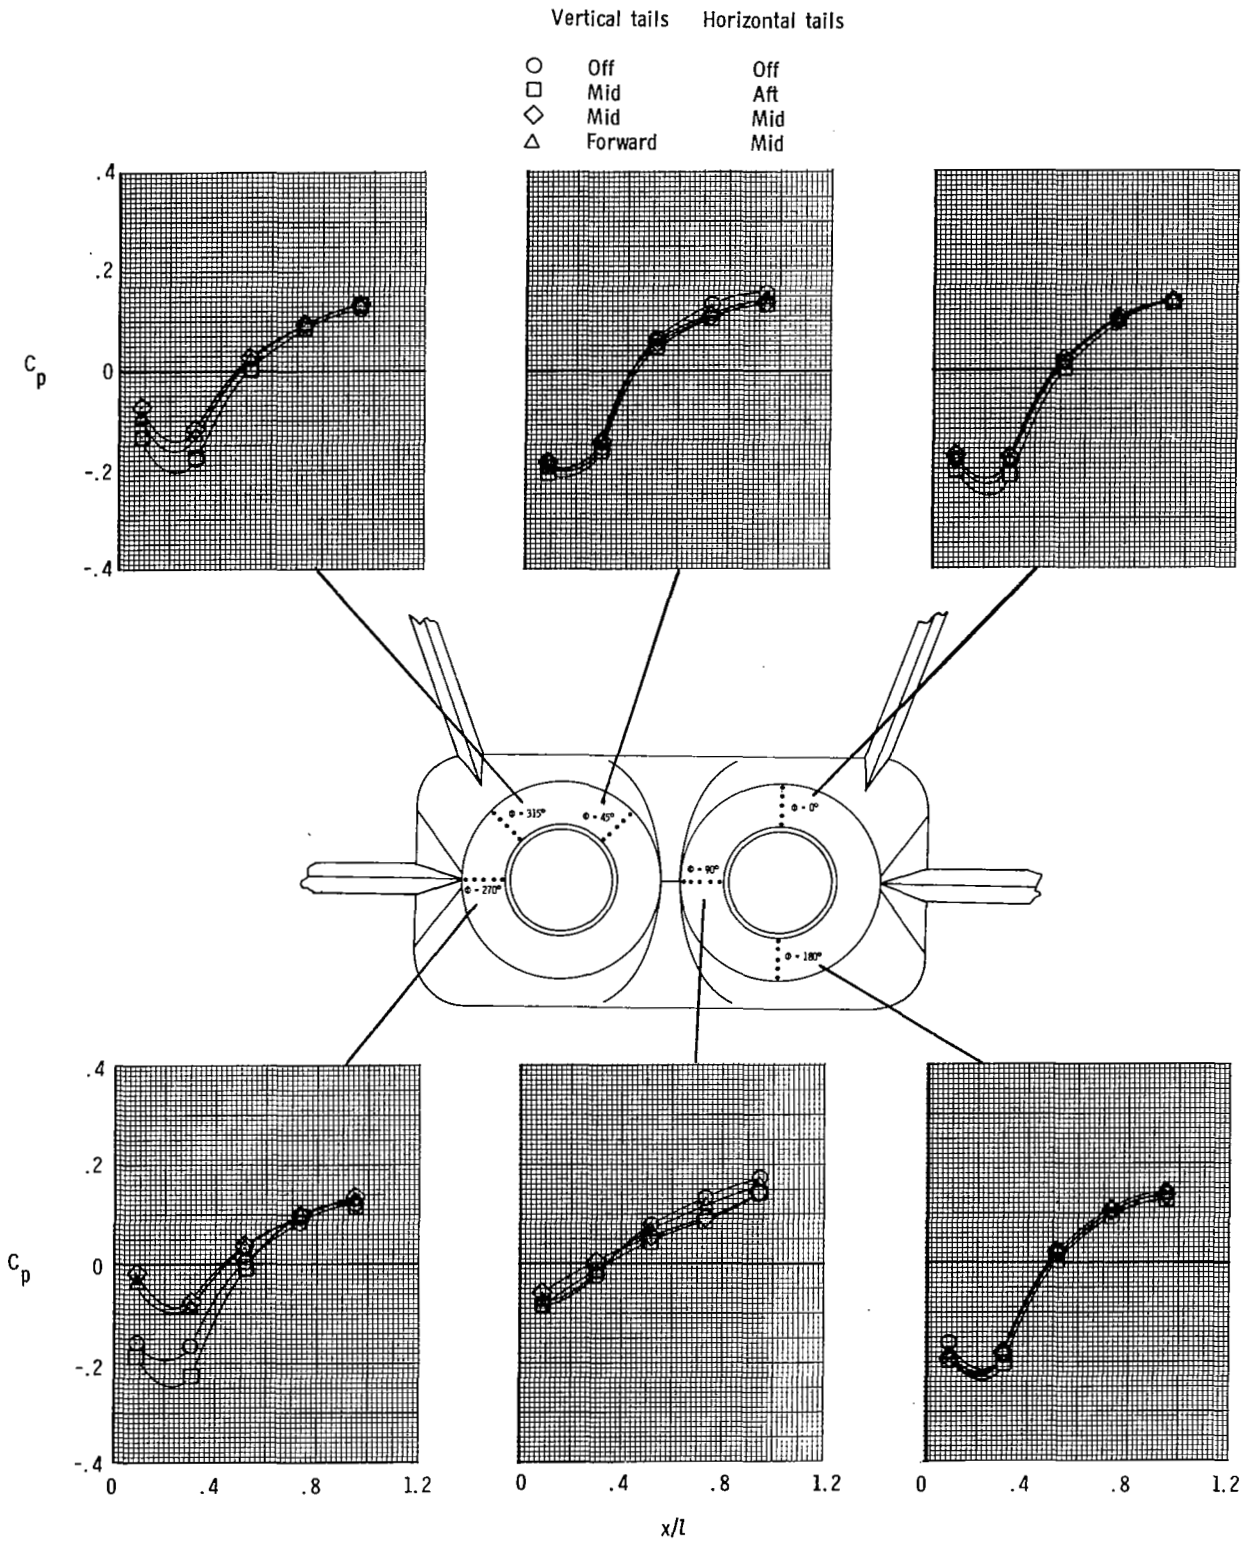 Vertical tails Horizontal tails
Off Off
Mid Aft
Mid Mid
Forward Mid
.4
.2
0
-.2
-.4
Cp
Φ - 315°
Φ - 45°
Φ - 0°
Φ - 270°
Φ - 90°
Φ - 180°
.4
.2
0
-.2
-.4
Cp
0 .4 .8 1.2
0 .4 .8 1.2
0 .4 .8 1.2
x/l